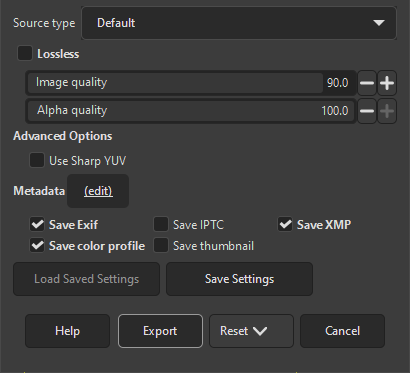 Source type Default
Lossless
Image quality 90.0
Alpha quality 100.0
Advanced Options
Use Sharp YUV
Metadata (edit)
Save Exif Save IPTC Save XMP
Save color profile Save thumbnail
Load Saved Settings Save Settings
Help Export Reset Cancel